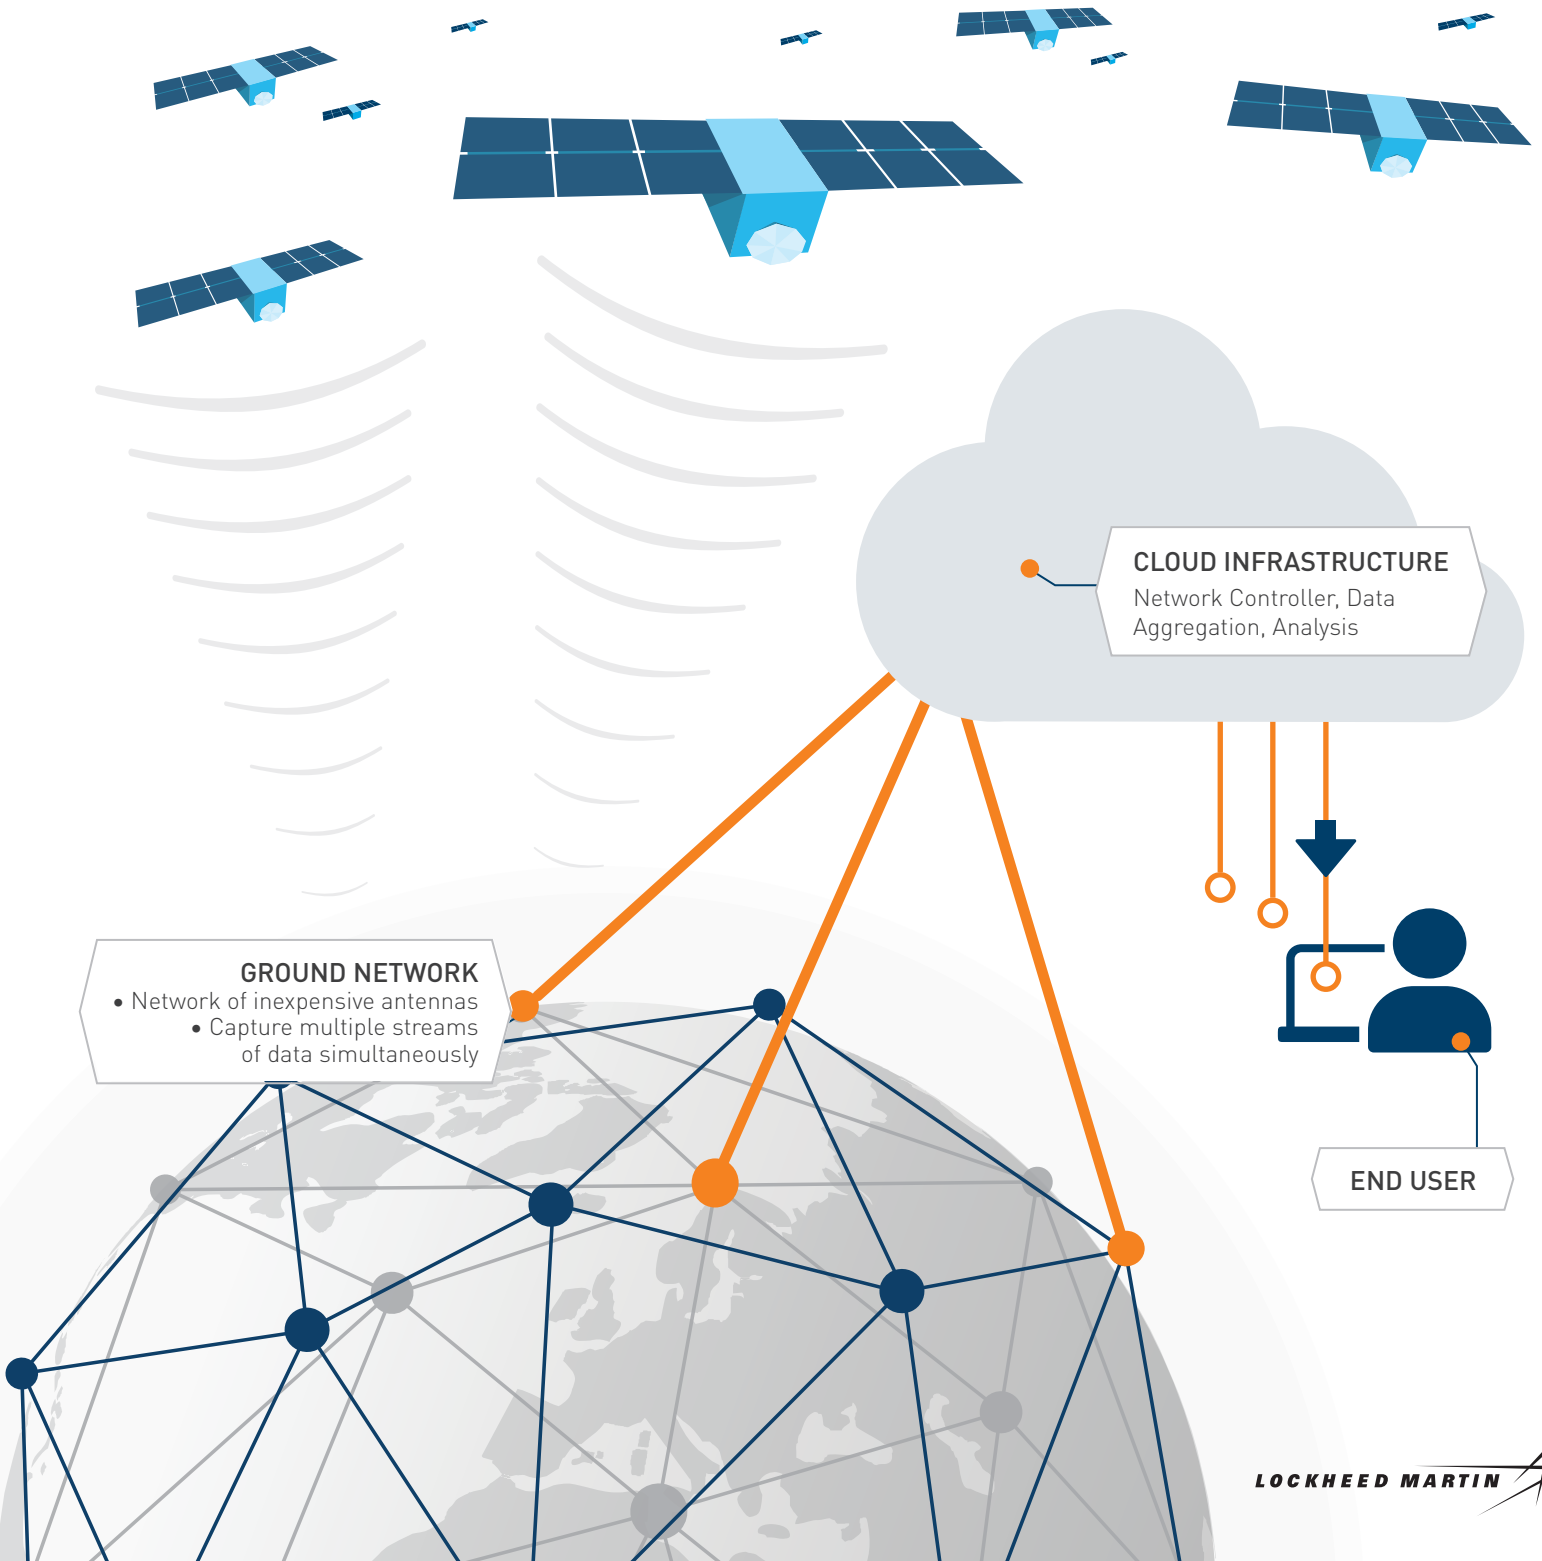 CLOUD INFRASTRUCTURE
Network Controller, Data
Aggregation, Analysis
GROUND NETWORK
• Network of inexpensive antennas
• Capture multiple streams
of data simultaneously
END USER
LOCKHEED MARTIN